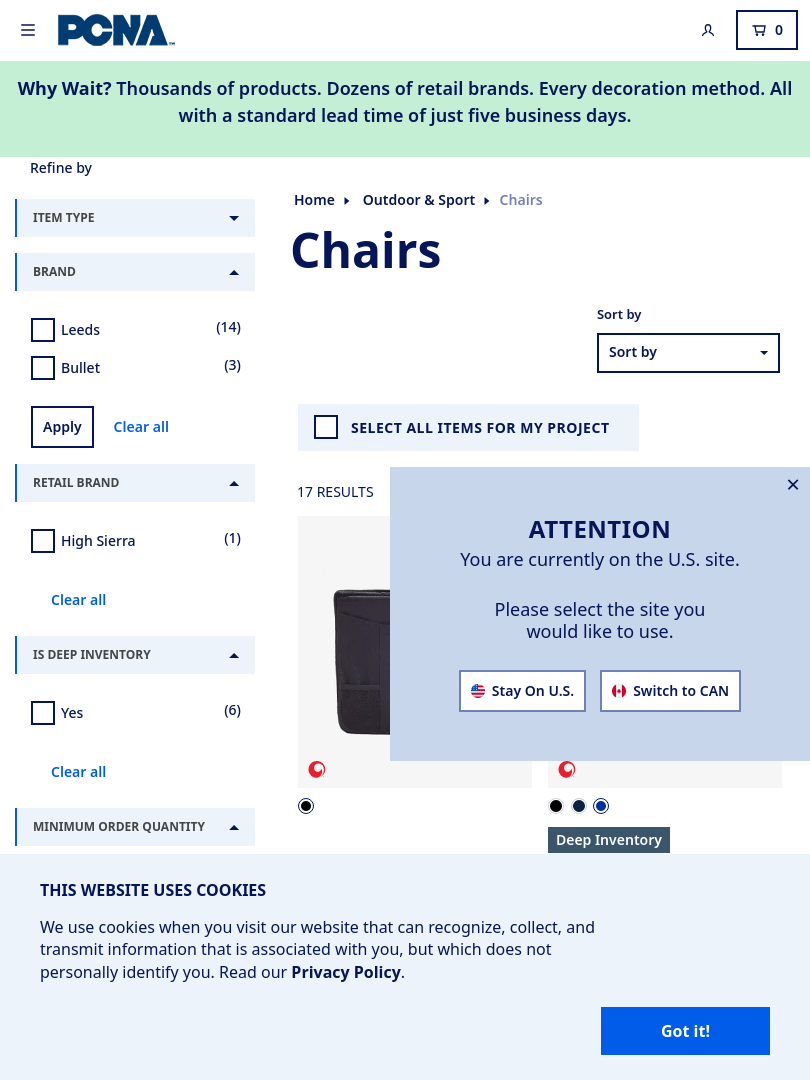 PCNA
0
Why Wait? Thousands of products. Dozens of retail brands. Every decoration method. All
with a standard lead time of just five business days.
Refine by
ITEM TYPE
BRAND
Leeds (14)
Bullet (3)
Apply Clear all
RETAIL BRAND
High Sierra (1)
Clear all
IS DEEP INVENTORY
Yes (6)
Clear all
MINIMUM ORDER QUANTITY
Home Outdoor & Sport Chairs
Chairs
Sort by
Sort by
SELECT ALL ITEMS FOR MY PROJECT
17 RESULTS
ATTENTION
You are currently on the U.S. site.
Please select the site you
would like to use.
Stay On U.S. Switch to CAN
Deep Inventory
THIS WEBSITE USES COOKIES
We use cookies when you visit our website that can recognize, collect, and
transmit information that is associated with you, but which does not
personally identify you. Read our Privacy Policy.
Got it!